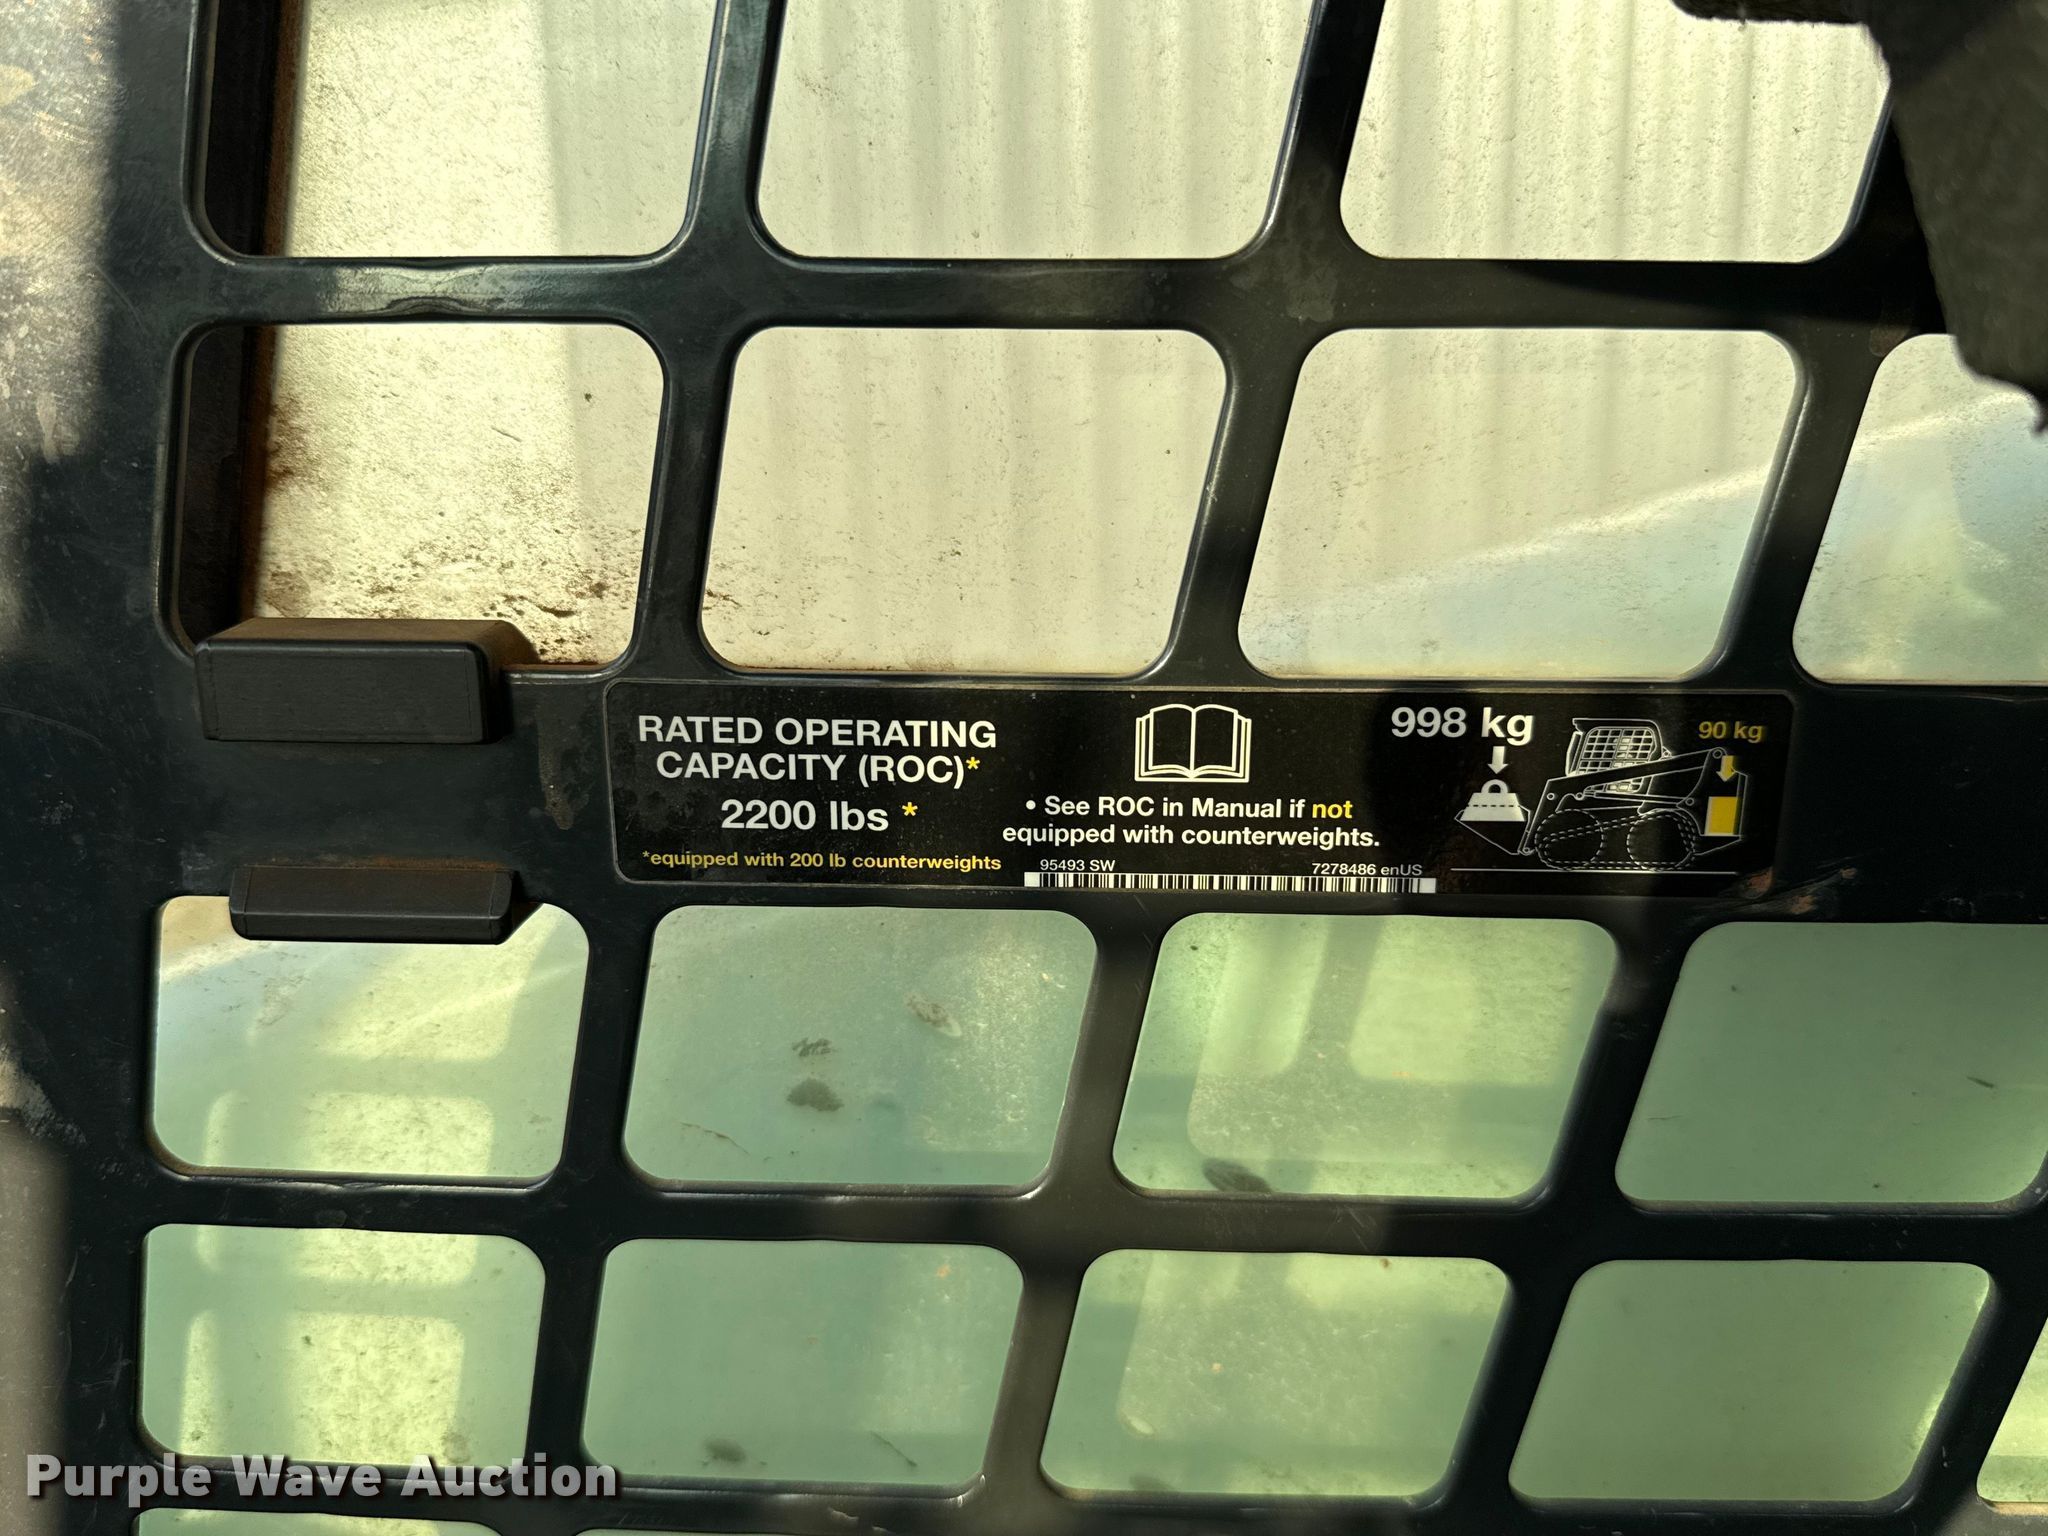 RATED OPERATING
CAPACITY (ROC)*
2200 lbs *
*equipped with 200 lb counterweights
• See ROC in Manual if not
equipped with counterweights.
95493 SW
7278486 enUS
998 kg
90 kg
Purple Wave Auction